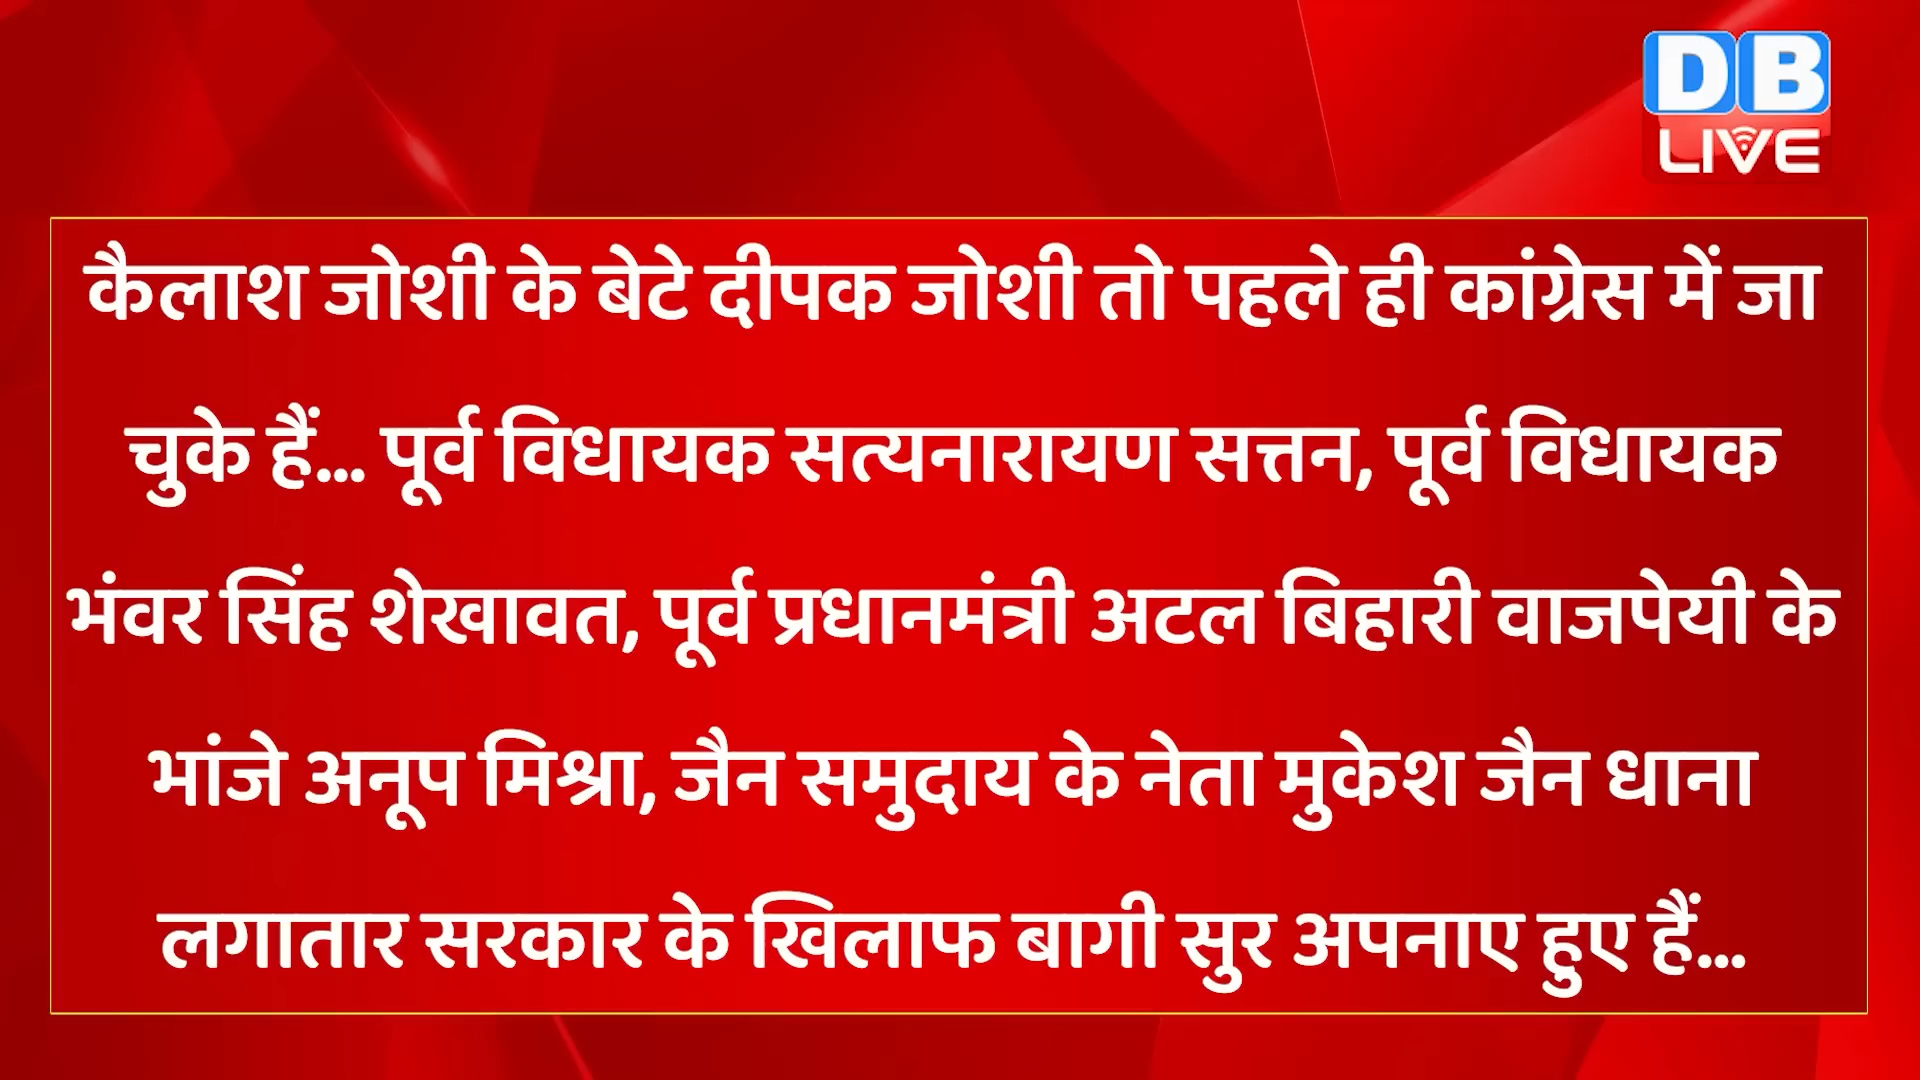 DB
LIVE
कैलाश जोशी के बेटे दीपक जोशी तो पहले ही कांग्रेस में जा
चुके हैं... पूर्व विधायक सत्यनारायण सत्तन, पूर्व विधायक
भंवर सिंह शेखावत, पूर्व प्रधानमंत्री अटल बिहारी वाजपेयी के
भांजे अनूप मिश्रा, जैन समुदाय के नेता मुकेश जैन धाना
लगातार सरकार के खिलाफ बागी सुर अपनाए हुए हैं...